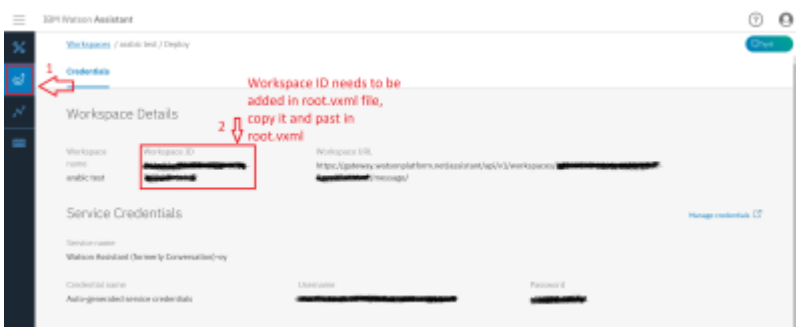 IBM Watson Assistant
Workspaces / arabic test / Deploy
1
Credentials
Workspace ID needs to
be added in root.vxml file,
copy it and past in
root.vxml
Workspace Details
2
Workspace name
Workspace ID
Workspace URL
arabic test
https://gateway.watsonplatform.net/assistant/api/v1/workspaces/
/message/
Service Credentials
Manage credentials
Service name
Watson Assistant (formerly Conversation)-vy
Credential name
Username
Password
Auto-generated service credentials